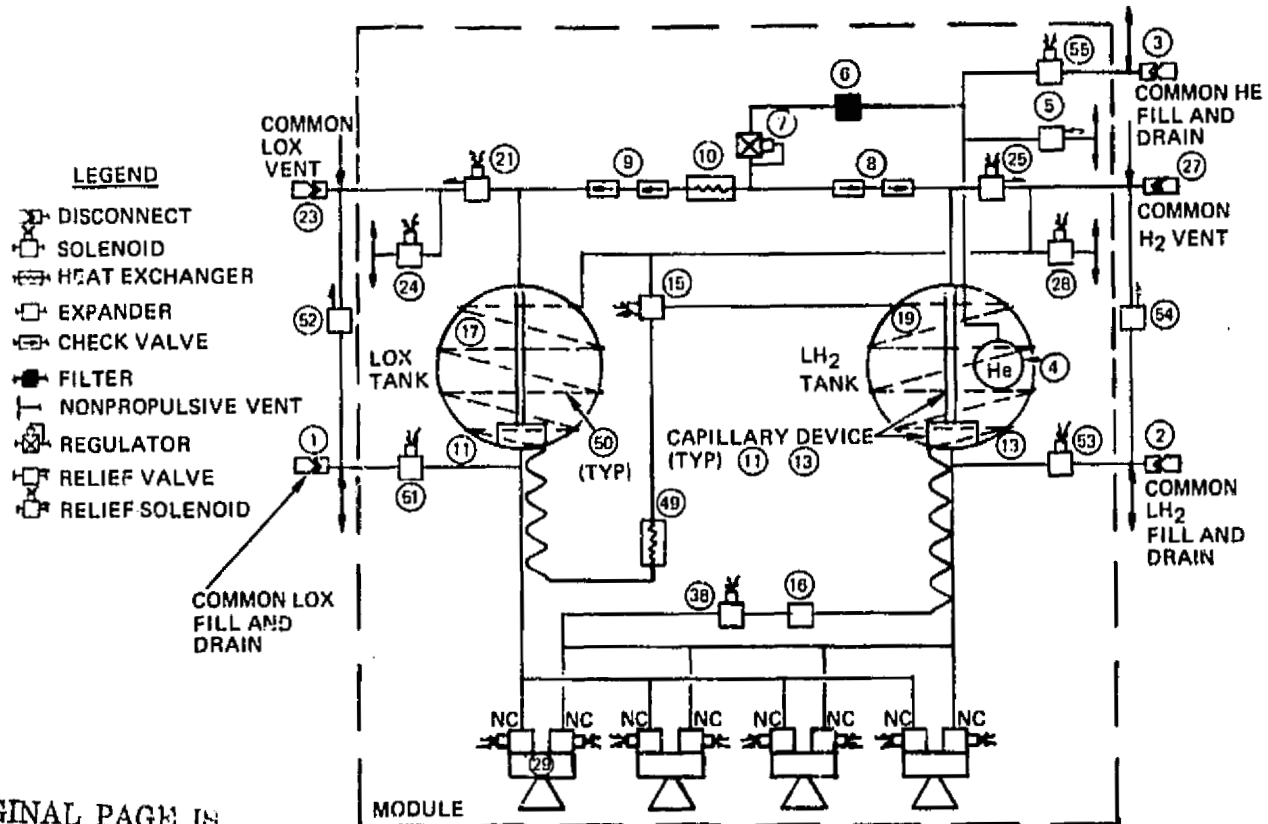 55
3
6
5
COMMON HE
FILL AND
DRAIN
COMMON
LOX
VENT
7
LEGEND
21
9
10
8
25
27
DISCONNECT
23
COMMON
H2 VENT
SOLENOID
HEAT EXCHANGER
24
15
28
EXPANDER
52
17
19
54
CHECK VALVE
LOX
TANK
LH2
TANK
He
4
FILTER
NONPROPULSIVE VENT
REGULATOR
1
51
11
50
(TYP)
CAPILLARY DEVICE
(TYP) 11 13
13
53
2
RELIEF VALVE
RELIEF SOLENOID
49
COMMON
LH2
FILL AND
DRAIN
COMMON LOX
FILL AND
DRAIN
38
16
NC NC NC NC NC NC NC NC
29
MODULE
GINAL PAGE IS